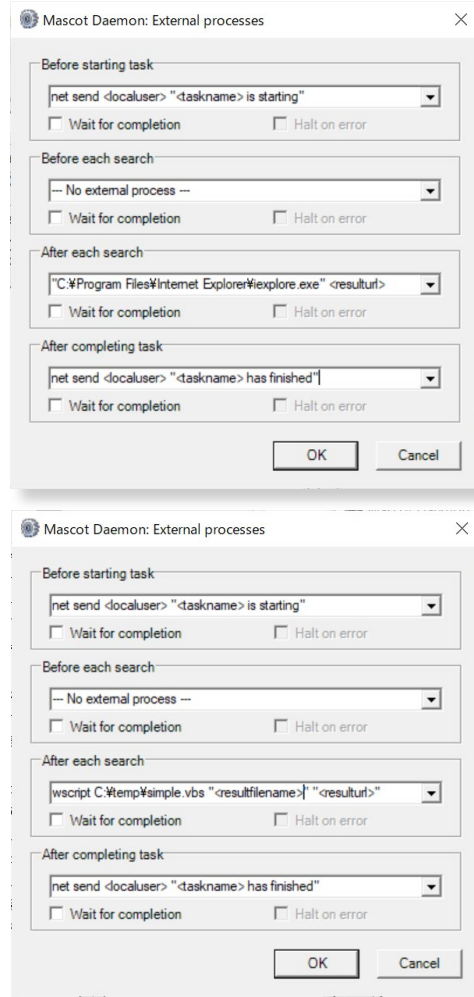 Mascot Daemon: External processes
Before starting task
net send <localuser> "<taskname> is starting"
Wait for completion Halt on error
Before each search
--- No external process ---
Wait for completion Halt on error
After each search
"C:¥Program Files¥Internet Explorer¥iexplore.exe" <resulturl>
Wait for completion Halt on error
After completing task
net send <localuser> "<taskname> has finished"
Wait for completion Halt on error
OK Cancel
Mascot Daemon: External processes
Before starting task
net send <localuser> "<taskname> is starting"
Wait for completion Halt on error
Before each search
--- No external process ---
Wait for completion Halt on error
After each search
wscript C:¥temp¥simple.vbs "<resultfilename>" "<resulturl>"
Wait for completion Halt on error
After completing task
net send <localuser> "<taskname> has finished"
Wait for completion Halt on error
OK Cancel